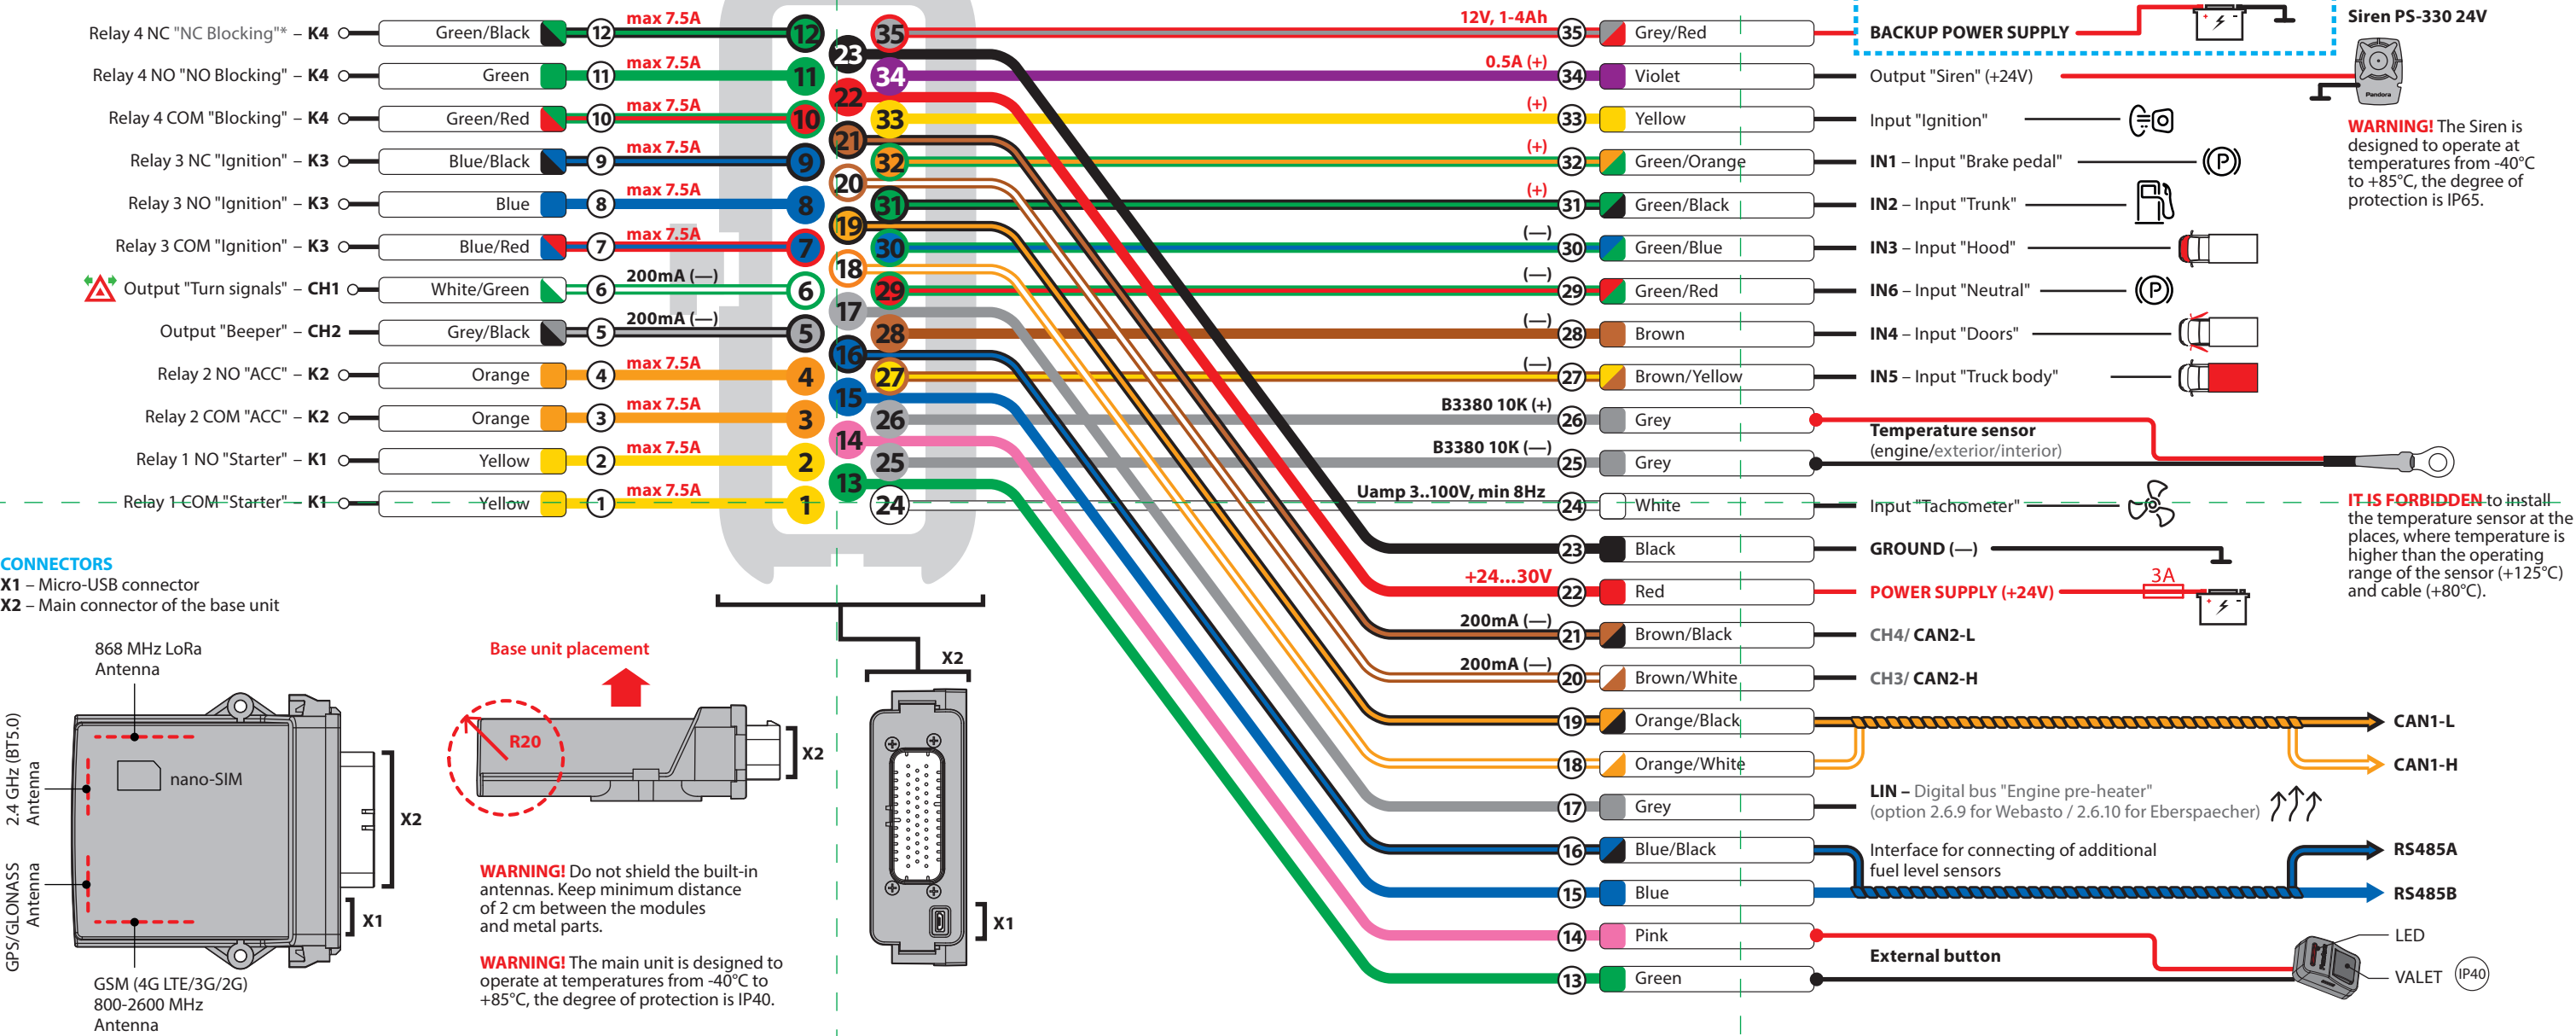 Relay 4 NC "NC Blocking"* – K4 Green/Black 12 max 7.5A 12
Relay 4 NO "NO Blocking" – K4 Green 11 max 7.5A 11
Relay 4 COM "Blocking" – K4 Green/Red 10 max 7.5A 10
Relay 3 NC "Ignition" – K3 Blue/Black 9 max 7.5A 9
Relay 3 NO "Ignition" – K3 Blue 8 max 7.5A 8
Relay 3 COM "Ignition" – K3 Blue/Red 7 max 7.5A 7
Output "Turn signals" – CH1 White/Green 6 200mA (—) 6
Output "Beeper" – CH2 Grey/Black 5 200mA (—) 5
Relay 2 NO "ACC" – K2 Orange 4 max 7.5A 4
Relay 2 COM "ACC" – K2 Orange 3 max 7.5A 3
Relay 1 NO "Starter" – K1 Yellow 2 max 7.5A 2
Relay 1 COM "Starter" – K1 Yellow 1 max 7.5A 1
23
22
21
20
19
18
17
16
15
14
13
35 12V, 1-4Ah 35 Grey/Red BACKUP POWER SUPPLY + -
34 0.5A (+) 34 Violet Output "Siren" (+24V)
33 (+) 33 Yellow Input "Ignition"
32 (+) 32 Green/Orange IN1 – Input "Brake pedal" P
31 (+) 31 Green/Black IN2 – Input "Trunk"
30 (—) 30 Green/Blue IN3 – Input "Hood"
29 (—) 29 Green/Red IN6 – Input "Neutral" P
28 (—) 28 Brown IN4 – Input "Doors"
27 (—) 27 Brown/Yellow IN5 – Input "Truck body"
26 B3380 10K (+) 26 Grey
Temperature sensor
(engine/exterior/interior)
25 B3380 10K (—) 25 Grey
24 Uamp 3..100V, min 8Hz 24 White Input "Tachometer"
23 Black GROUND (—)
+24...30V 22 Red POWER SUPPLY (+24V) 3A + -
200mA (—) 21 Brown/Black CH4/ CAN2-L
200mA (—) 20 Brown/White CH3/ CAN2-H
19 Orange/Black CAN1-L
18 Orange/White CAN1-H
17 Grey
LIN – Digital bus "Engine pre-heater"
(option 2.6.9 for Webasto / 2.6.10 for Eberspaecher)
16 Blue/Black RS485A
Interface for connecting of additional
fuel level sensors
15 Blue RS485B
14 Pink
External button
13 Green
LED
VALET IP40
Siren PS-330 24V
Pandora
WARNING! The Siren is
designed to operate at
temperatures from -40°C
to +85°C, the degree of
protection is IP65.
IT IS FORBIDDEN to install
the temperature sensor at the
places, where temperature is
higher than the operating
range of the sensor (+125°C)
and cable (+80°C).
CONNECTORS
X1 – Micro-USB connector
X2 – Main connector of the base unit
868 MHz LoRa
Antenna
2.4 GHz (BT5.0)
Antenna
GPS/GLONASS
Antenna
nano-SIM
X2
X1
GSM (4G LTE/3G/2G)
800-2600 MHz
Antenna
Base unit placement
R20
X2
WARNING! Do not shield the built-in
antennas. Keep minimum distance
of 2 cm between the modules
and metal parts.
WARNING! The main unit is designed to
operate at temperatures from -40°C to
+85°C, the degree of protection is IP40.
X2
X1